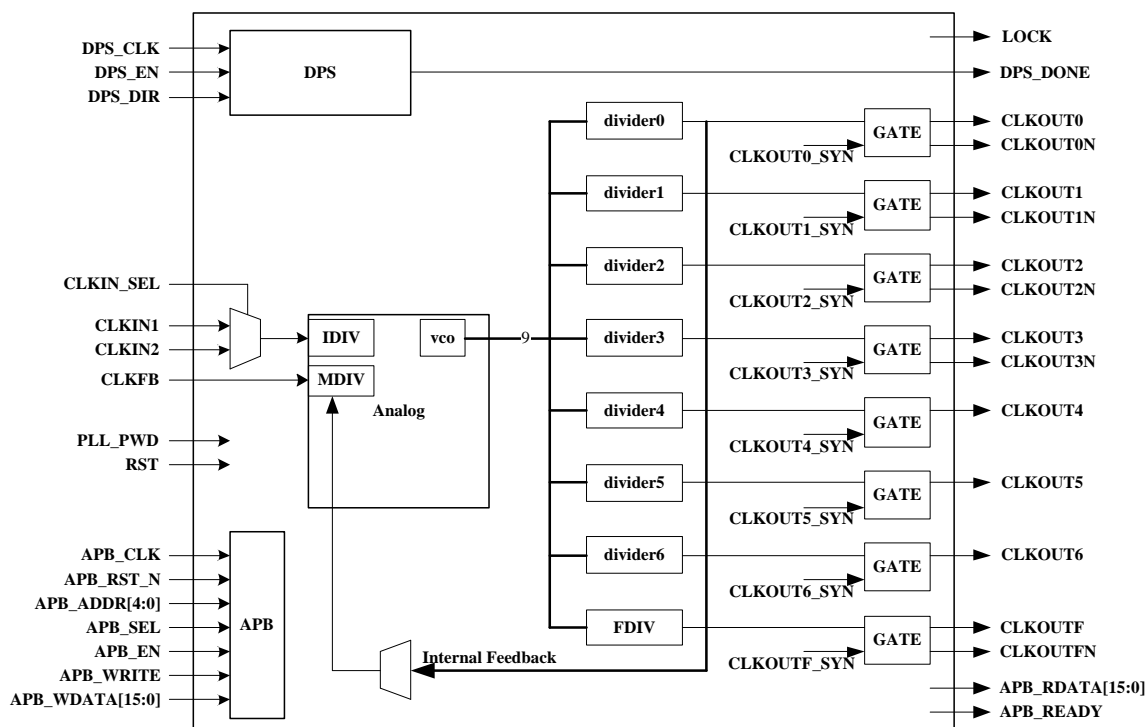 DPS_CLK
DPS_EN
DPS_DIR
DPS
LOCK
DPS_DONE
divider0
CLKOUT0_SYN
GATE
CLKOUT0
CLKOUT0N
divider1
CLKOUT1_SYN
GATE
CLKOUT1
CLKOUT1N
divider2
CLKOUT2_SYN
GATE
CLKOUT2
CLKOUT2N
CLKIN_SEL
CLKIN1
CLKIN2
CLKFB
IDIV
MDIV
vco
Analog
9
divider3
CLKOUT3_SYN
GATE
CLKOUT3
CLKOUT3N
PLL_PWD
RST
divider4
CLKOUT4_SYN
GATE
CLKOUT4
divider5
CLKOUT5_SYN
GATE
CLKOUT5
APB_CLK
APB_RST_N
APB_ADDR[4:0]
APB_SEL
APB_EN
APB_WRITE
APB_WDATA[15:0]
APB
divider6
CLKOUT6_SYN
GATE
CLKOUT6
FDIV
Internal Feedback
CLKOUTF_SYN
GATE
CLKOUTF
CLKOUTFN
APB_RDATA[15:0]
APB_READY